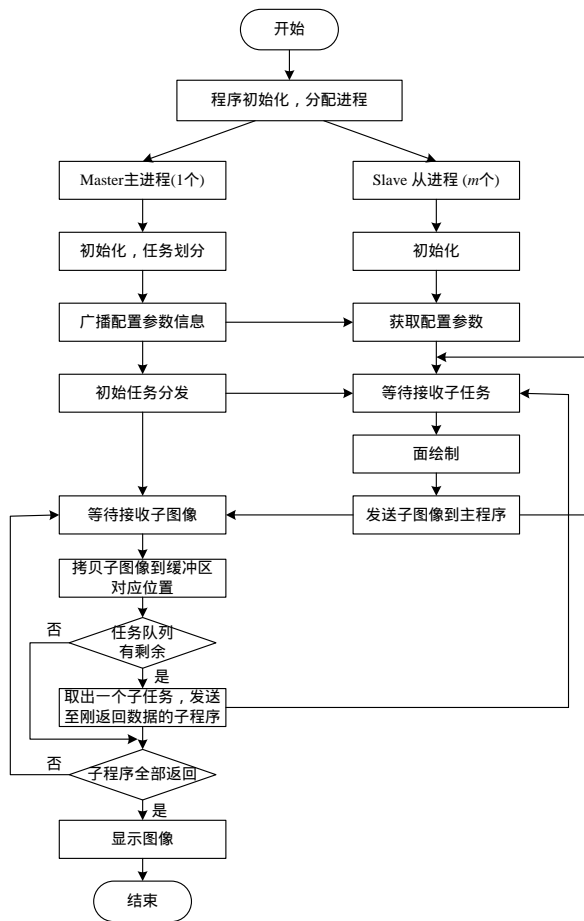 开始
程序初始化，分配进程
Master主进程(1个)
Slave 从进程 (m个)
初始化，任务划分
初始化
广播配置参数信息
获取配置参数
初始任务分发
等待接收子任务
面绘制
等待接收子图像
发送子图像到主程序
拷贝子图像到缓冲区
对应位置
否
任务队列
有剩余
是
取出一个子任务，发送
至刚返回数据的子程序
否
子程序全部返回
是
显示图像
结束